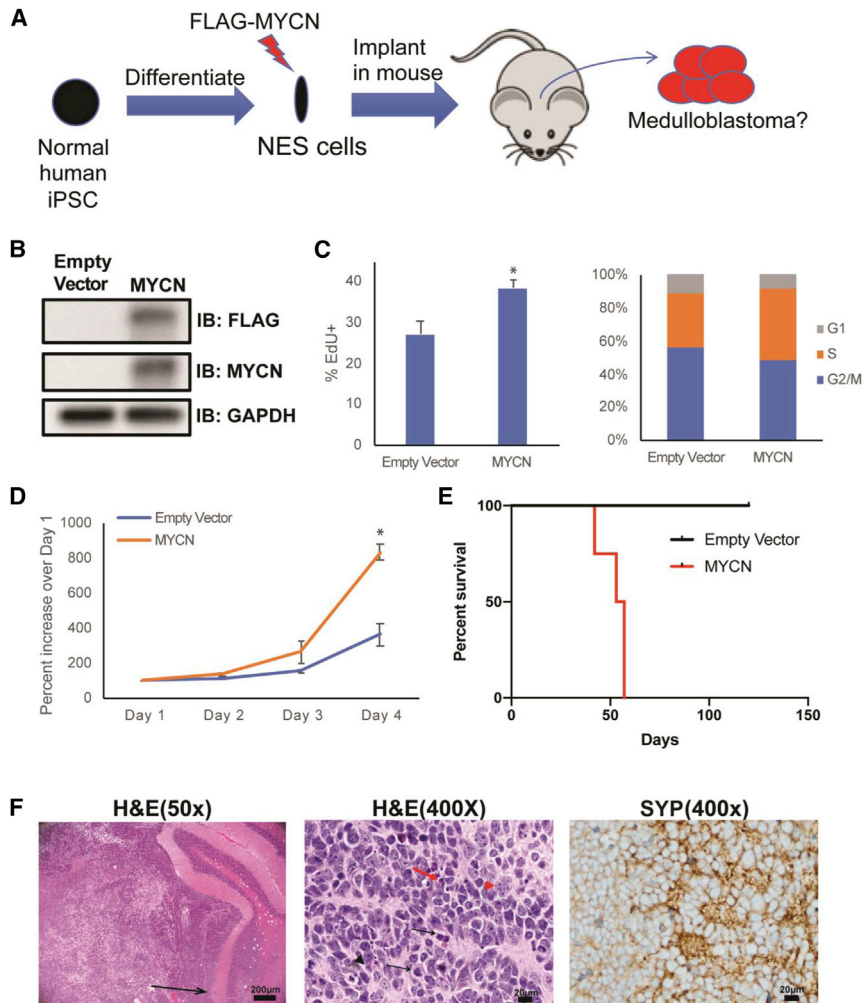 A
FLAG-MYCN
Differentiate
Implant
in mouse
Normal
human
iPSC
NES cells
Medulloblastoma?
B
Empty
Vector
MYCN
IB: FLAG
IB: MYCN
IB: GAPDH
C
% EdU+
40
30
20
10
0
*
Empty Vector
MYCN
100%
80%
60%
40%
20%
0%
Empty Vector
MYCN
G1
S
G2/M
D
Percent increase over Day 1
1000
800
600
400
200
0
Empty Vector
MYCN
*
Day 1
Day 2
Day 3
Day 4
E
Percent survival
100
50
0
Empty Vector
MYCN
0
50
100
150
Days
F
H&E(50x)
H&E(400X)
SYP(400x)
200μm
20μm
20μm